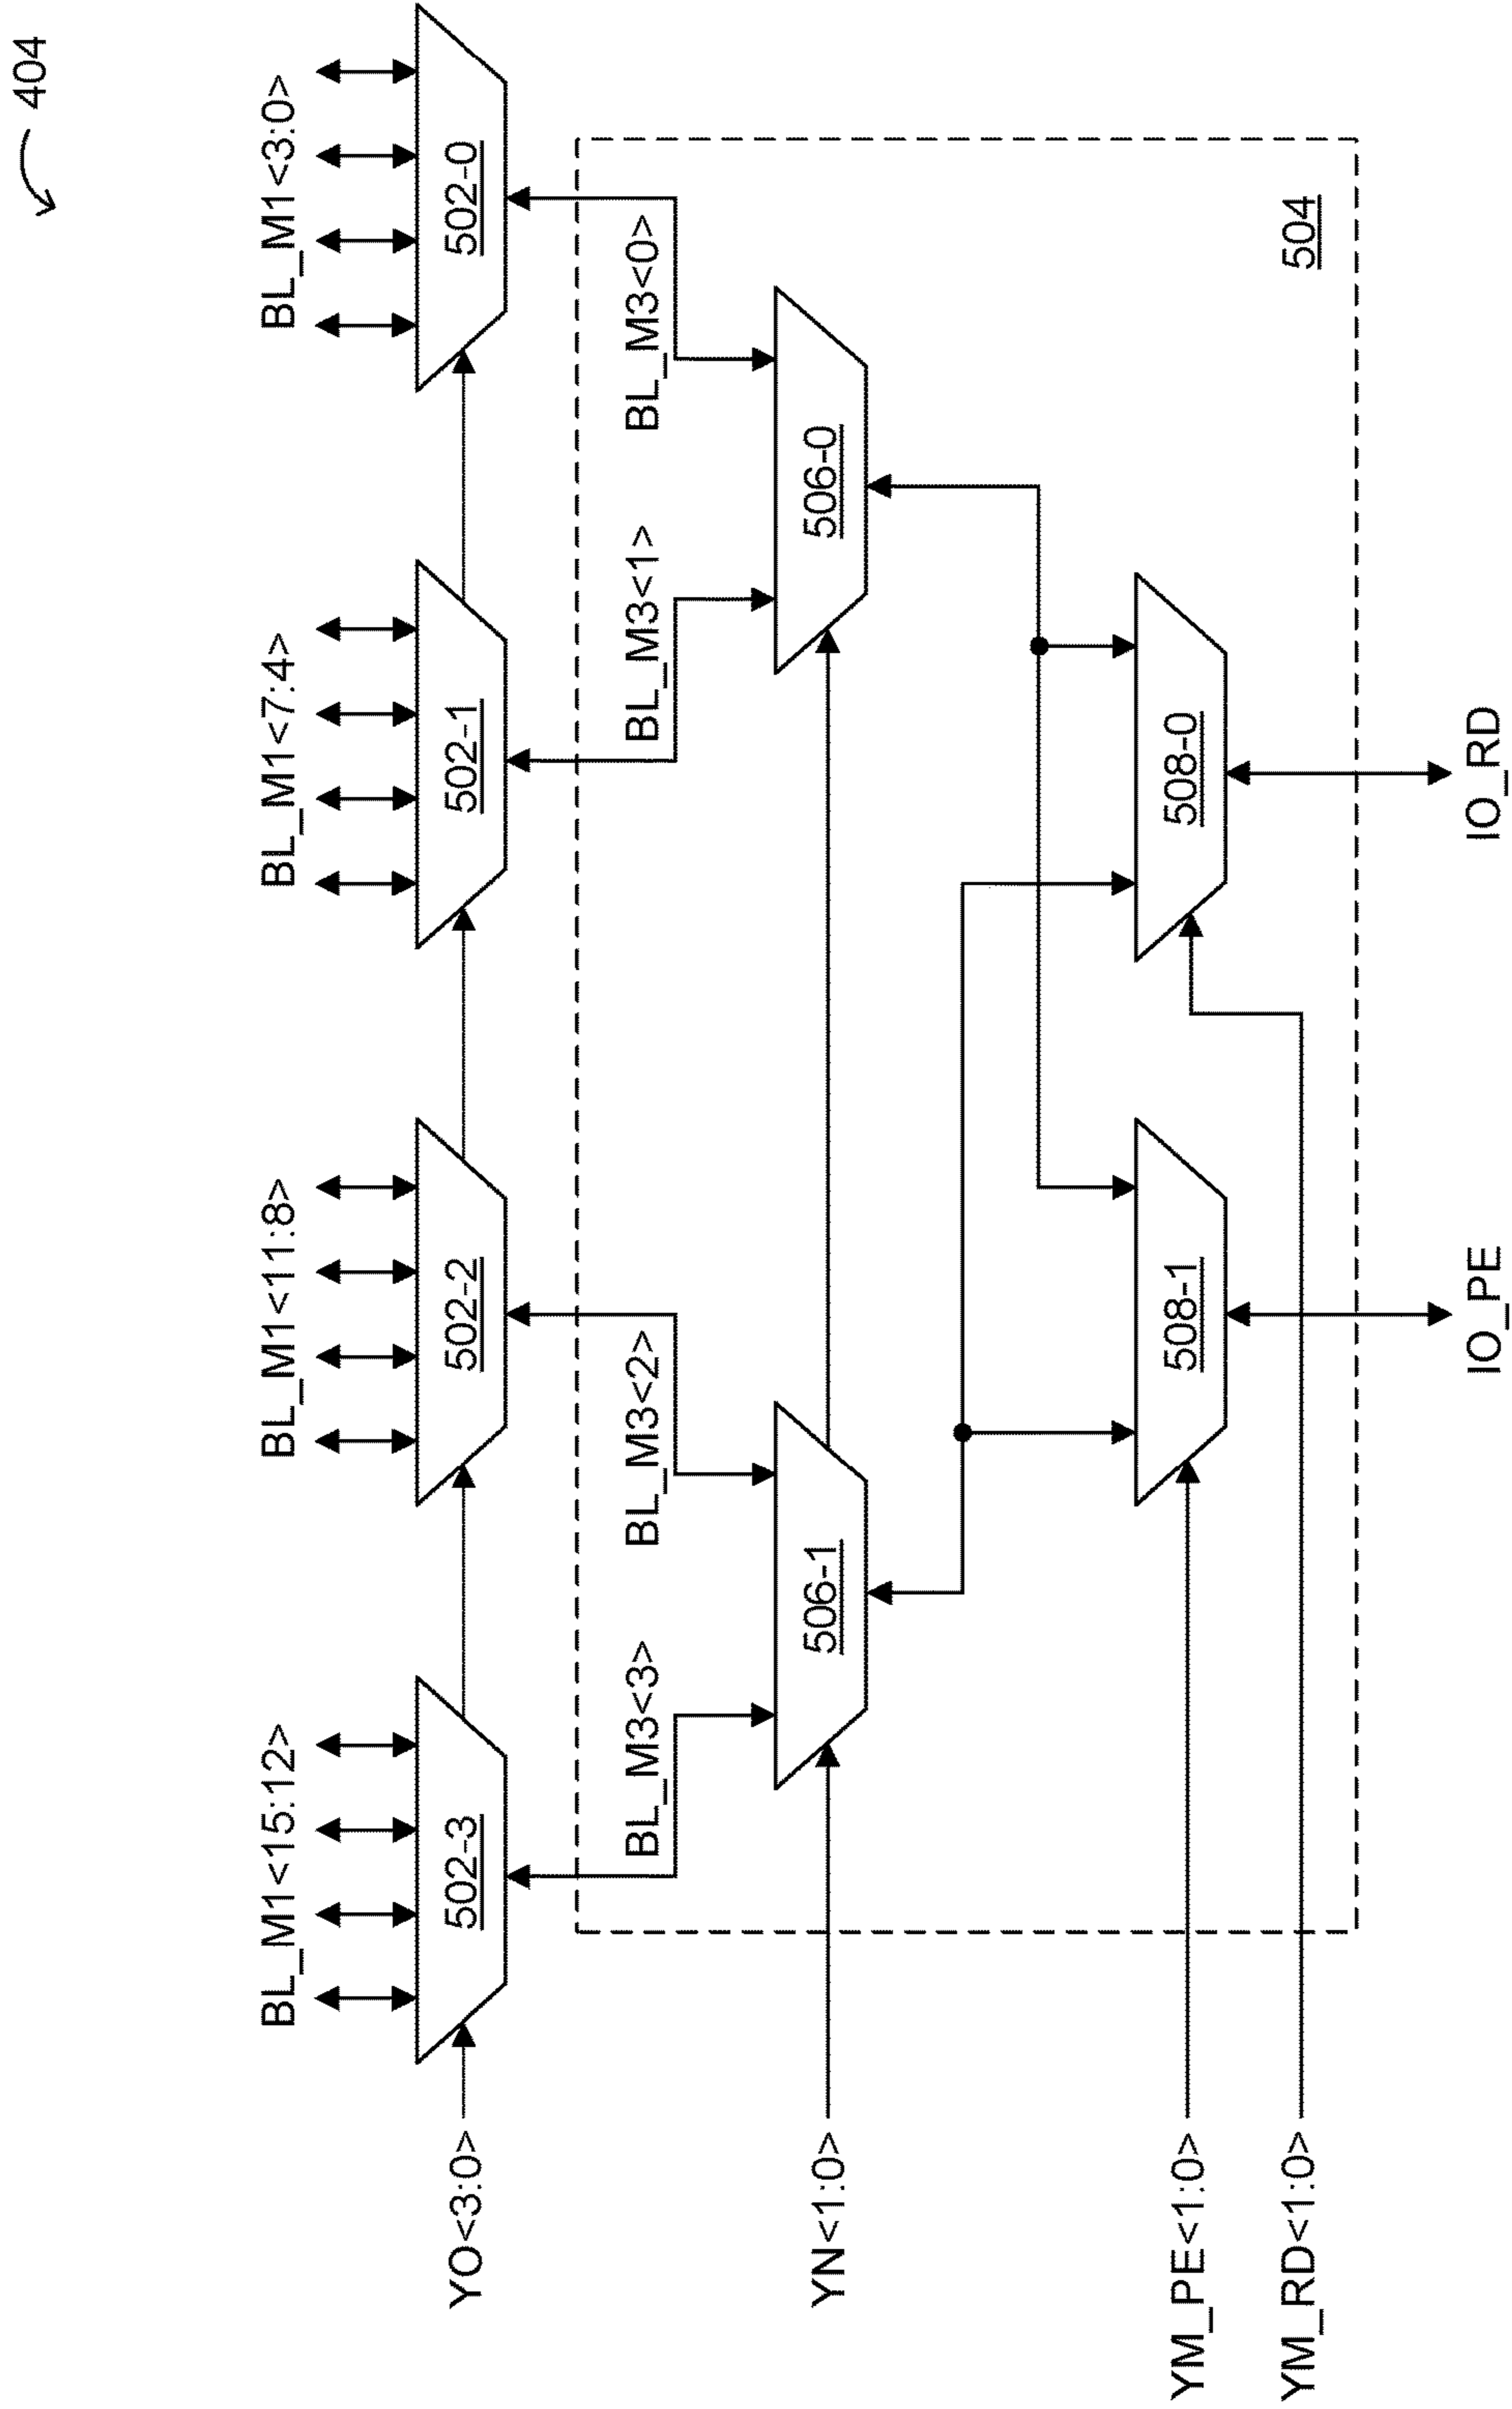 404
BL_M1<15:12>
BL_M1<11:8>
BL_M1<7:4>
BL_M1<3:0>
YO<3:0>
502-3
502-2
502-1
502-0
BL_M3<3>
BL_M3<2>
BL_M3<1>
BL_M3<0>
YN<1:0>
506-1
506-0
YM_PE<1:0>
508-1
508-0
YM_RD<1:0>
504
IO_PE
IO_RD